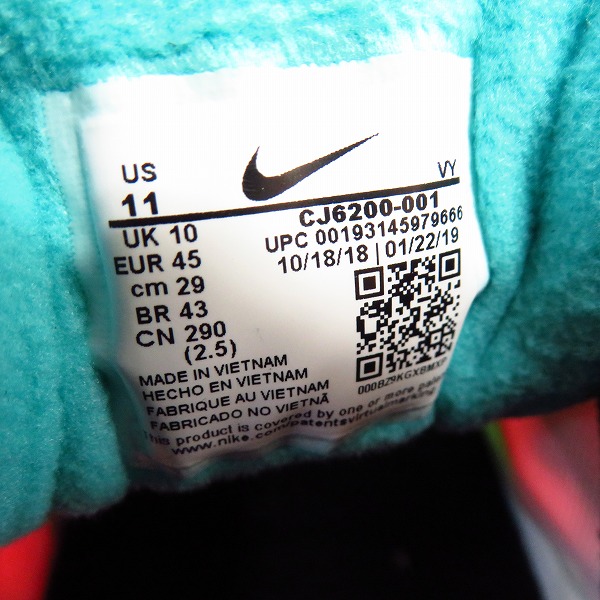 US
VY
11
CJ6200-001
UK 10
UPC 00193145979666
EUR 45
10/18/18 | 01/22/19
cm 29
BR 43
CN 290
(2.5)
000BZ9KGXBMXP
MADE IN VIETNAM
HECHO EN VIETNAM
FABRIQUE AU VIETNAM
FABRICADO NO VIETNÃ
This product is covered by one or more
www.nike.com/patentsvirtualmarking